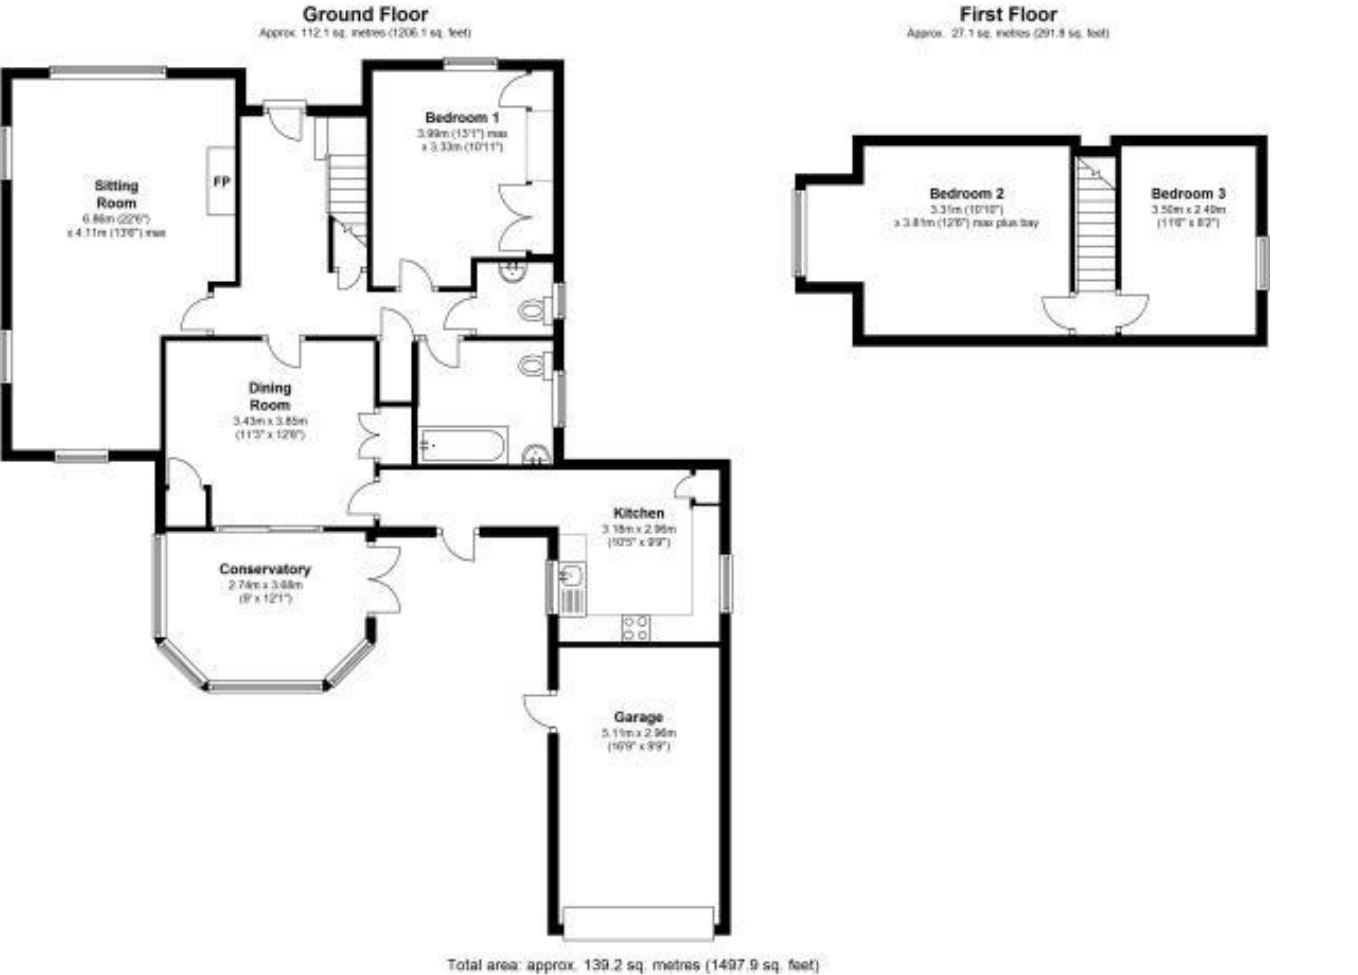 Ground Floor
Approx. 112.1 sq. metres (1206.1 sq. feet)
First Floor
Approx. 27.1 sq. metres (291.8 sq. feet)
Bedroom 1
3.99m (13'1") max
x 3.33m (10'11")
FP
Sitting
Room
6.86m (22'6")
x 4.11m (13'6") max
Bedroom 2
3.31m (10'10")
x 3.81m (12'6") max plus bay
Bedroom 3
3.50m x 2.49m
(11'6" x 8'2")
Dining
Room
3.43m x 3.85m
(11'3" x 12'8")
Kitchen
3.18m x 2.96m
(10'5" x 9'9")
Conservatory
2.74m x 3.68m
(9' x 12'1")
Garage
5.11m x 2.96m
(16'9" x 9'9")
Total area: approx. 139.2 sq. metres (1497.9 sq. feet)